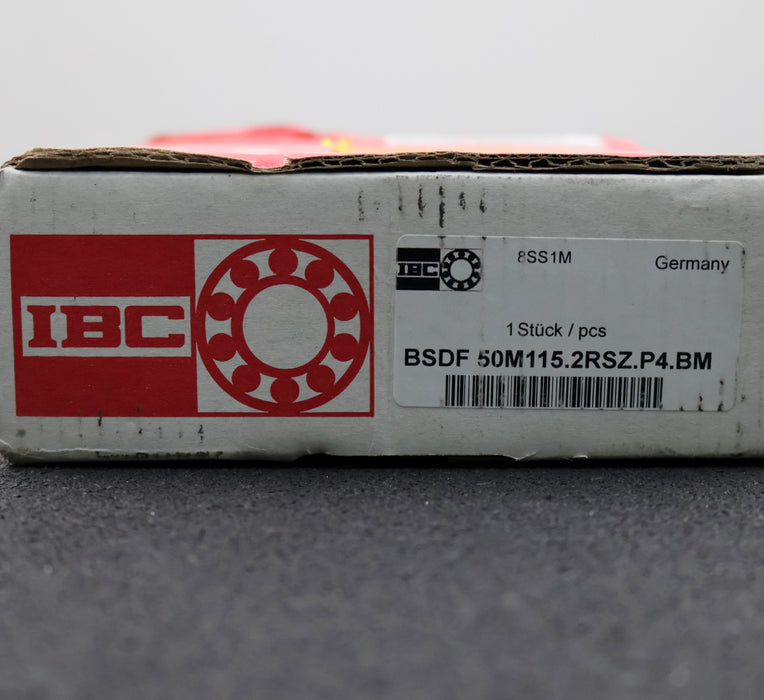 IBC
IBC
8SS1M
Germany
1 Stück / pcs
BSDF 50M115.2RSZ.P4.BM